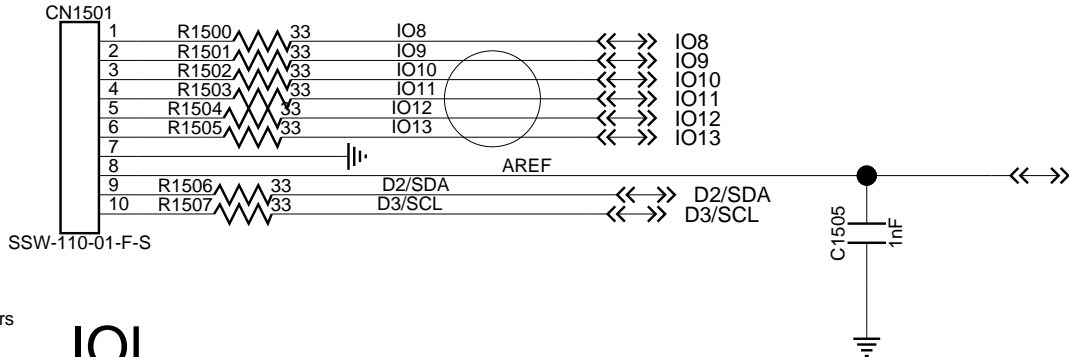 CN1501
1 R1500 33 IO8 IO8
2 R1501 33 IO9 IO9
3 R1502 33 IO10 IO10
4 R1503 33 IO11 IO11
5 R1504 33 IO12 IO12
6 R1505 33 IO13 IO13
7
8 AREF
9 R1506 33 D2/SDA D2/SDA
10 R1507 33 D3/SCL D3/SCL
SSW-110-01-F-S
C1505
1nF
rs